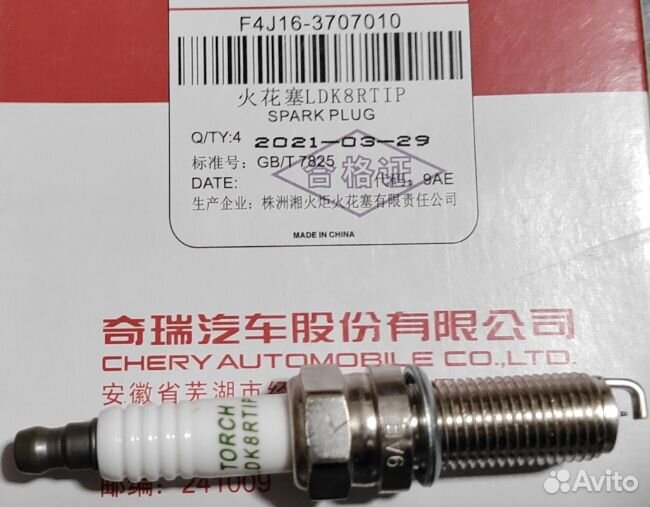 F4J16-3707010
火花塞LDK8RTIP
SPARK PLUG
Q/TY:4 2021-03-29
标准号: GB/T 7825
合格证
DATE: 代码: 9AE
生产企业: 株洲湘火炬火花塞有限责任公司
MADE IN CHINA
奇瑞汽车股份有限公司
CHERY AUTOMOBILE CO.,LTD.
安徽省芜湖市经
TORCH
LDK8RTIP
9AE
邮编: 241009
Avito